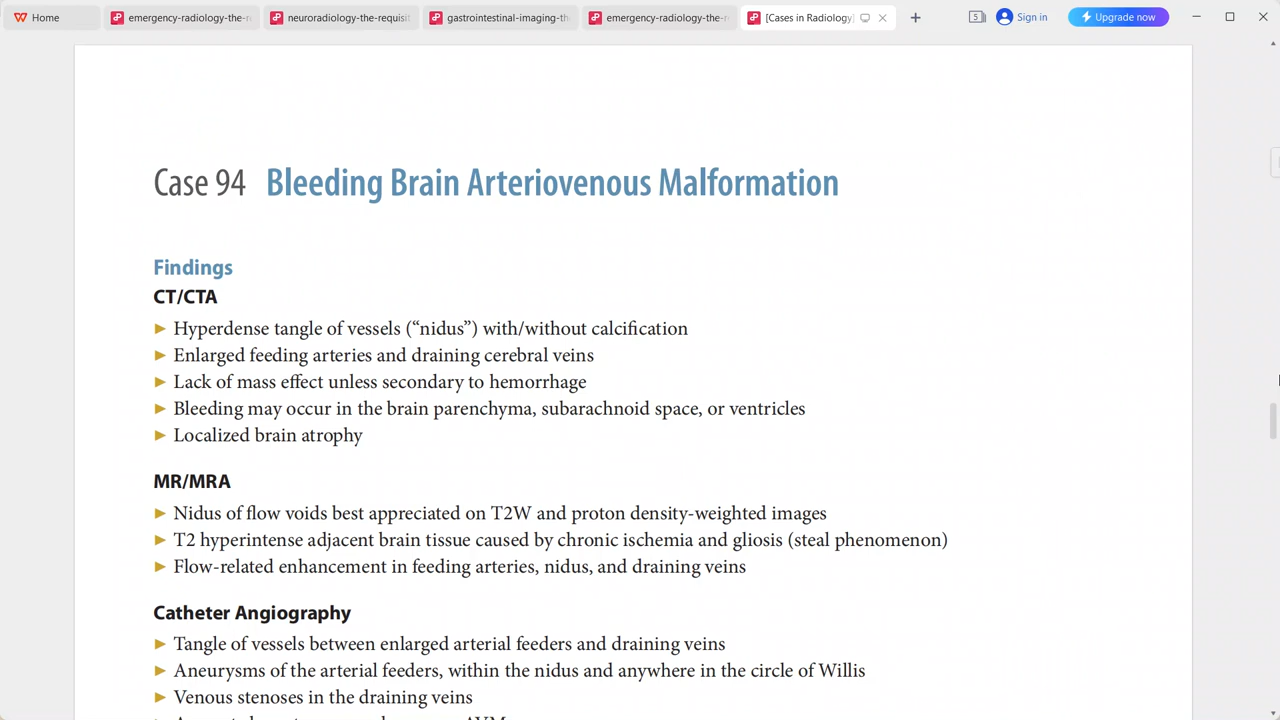 Home emergency-radiology-the-r neuroradiology-the-requisit gastrointestinal-imaging-th emergency-radiology-the-r [Cases in Radiology] 5 Sign in Upgrade now
Case 94 Bleeding Brain Arteriovenous Malformation
Findings
CT/CTA
► Hyperdense tangle of vessels (“nidus”) with/without calcification
► Enlarged feeding arteries and draining cerebral veins
► Lack of mass effect unless secondary to hemorrhage
► Bleeding may occur in the brain parenchyma, subarachnoid space, or ventricles
► Localized brain atrophy
MR/MRA
► Nidus of flow voids best appreciated on T2W and proton density-weighted images
► T2 hyperintense adjacent brain tissue caused by chronic ischemia and gliosis (steal phenomenon)
► Flow-related enhancement in feeding arteries, nidus, and draining veins
Catheter Angiography
► Tangle of vessels between enlarged arterial feeders and draining veins
► Aneurysms of the arterial feeders, within the nidus and anywhere in the circle of Willis
► Venous stenoses in the draining veins